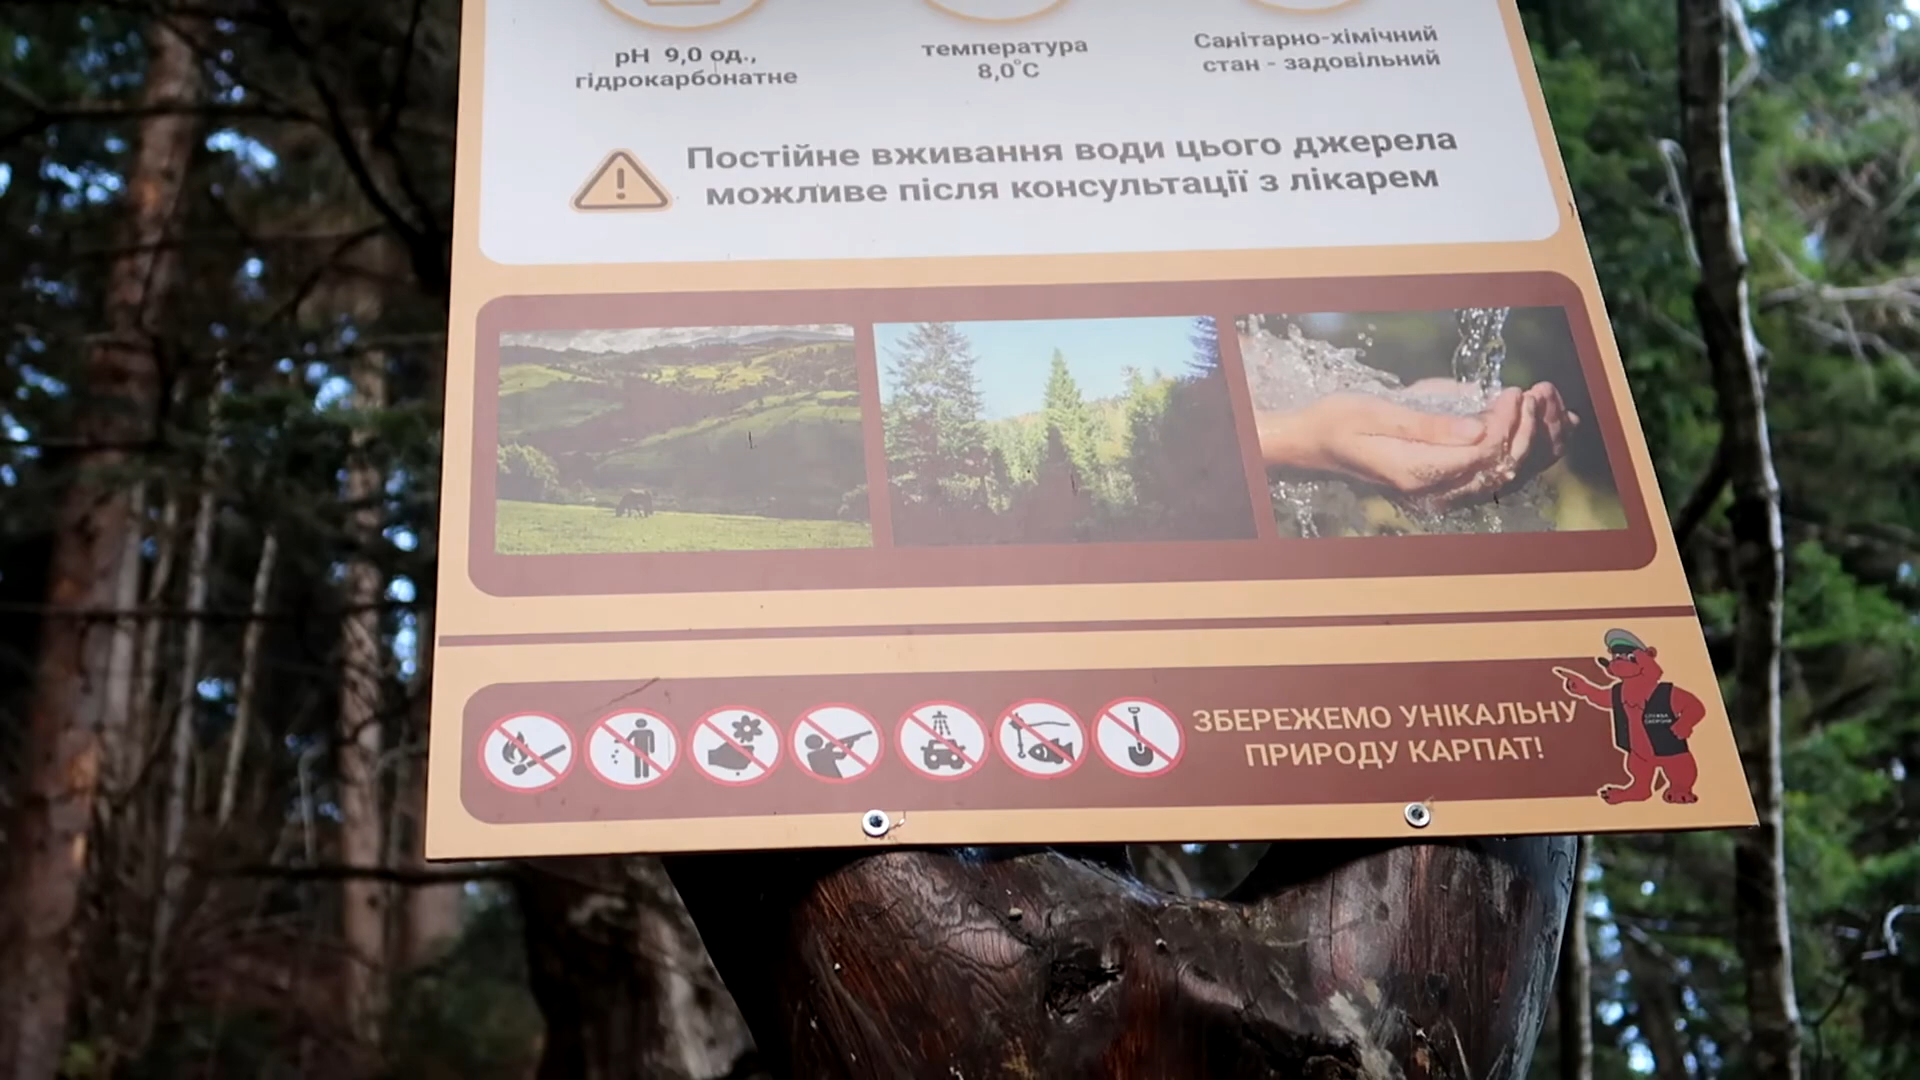 pH 9,0 од.,
гідрокарбонатне
температура
8,0°C
Санітарно-хімічний
стан - задовільний
Постійне вживання води цього джерела
можливе після консультації з лікарем
ЗБЕРЕЖЕМО УНІКАЛЬНУ
ПРИРОДУ КАРПАТ!